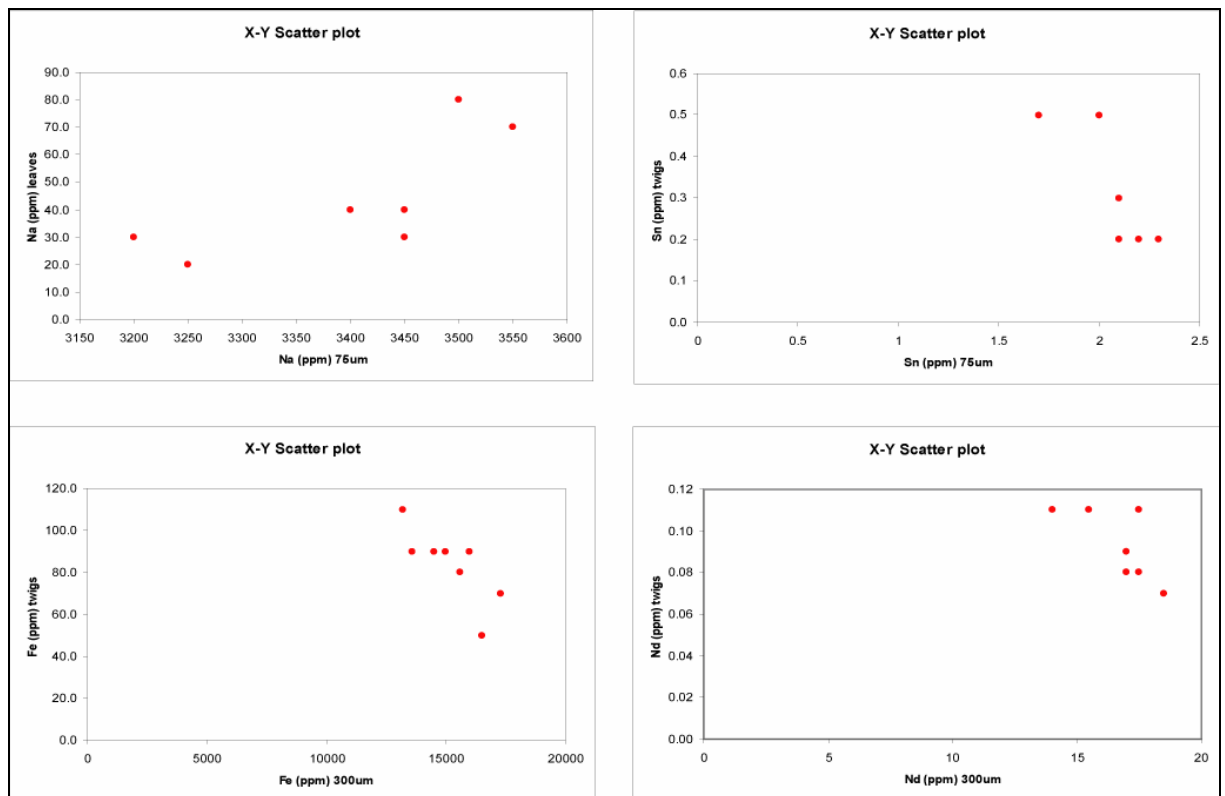 X-Y Scatter plot
90.0
80.0
70.0
60.0
50.0
40.0
30.0
20.0
10.0
0.0
Na (ppm) leaves
3150 3200 3250 3300 3350 3400 3450 3500 3550 3600
Na (ppm) 75um
X-Y Scatter plot
0.6
0.5
0.4
0.3
0.2
0.1
0.0
Sn (ppm) twigs
0 0.5 1 1.5 2 2.5
Sn (ppm) 75um
X-Y Scatter plot
120.0
100.0
80.0
60.0
40.0
20.0
0.0
Fe (ppm) twigs
0 5000 10000 15000 20000
Fe (ppm) 300um
X-Y Scatter plot
0.12
0.10
0.08
0.06
0.04
0.02
0.00
Nd (ppm) twigs
0 5 10 15 20
Nd (ppm) 300um